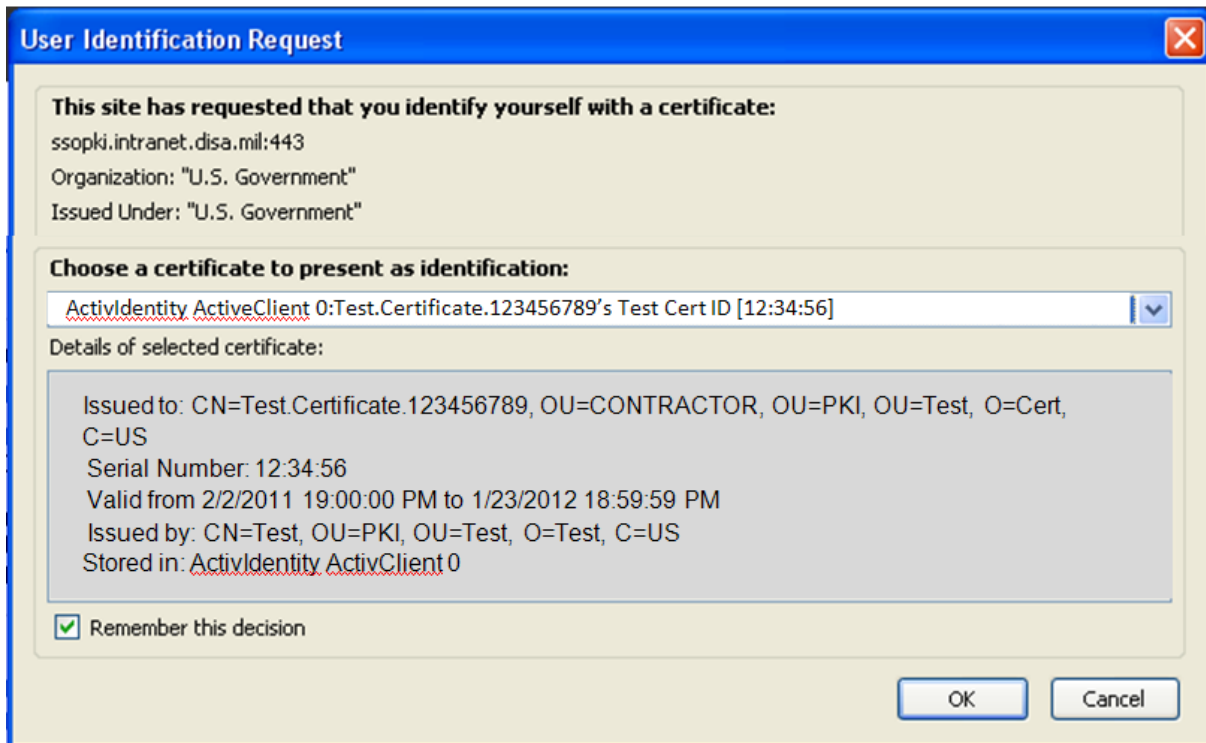 User Identification Request
This site has requested that you identify yourself with a certificate:
ssopki.intranet.disa.mil:443
Organization: "U.S. Government"
Issued Under: "U.S. Government"
Choose a certificate to present as identification:
ActivIdentity ActiveClient 0:Test.Certificate.123456789’s Test Cert ID [12:34:56]
Details of selected certificate:
Issued to: CN=Test.Certificate.123456789, OU=CONTRACTOR, OU=PKI, OU=Test, O=Cert,
C=US
Serial Number: 12:34:56
Valid from 2/2/2011 19:00:00 PM to 1/23/2012 18:59:59 PM
Issued by: CN=Test, OU=PKI, OU=Test, O=Test, C=US
Stored in: ActivIdentity ActivClient 0
Remember this decision
OK Cancel